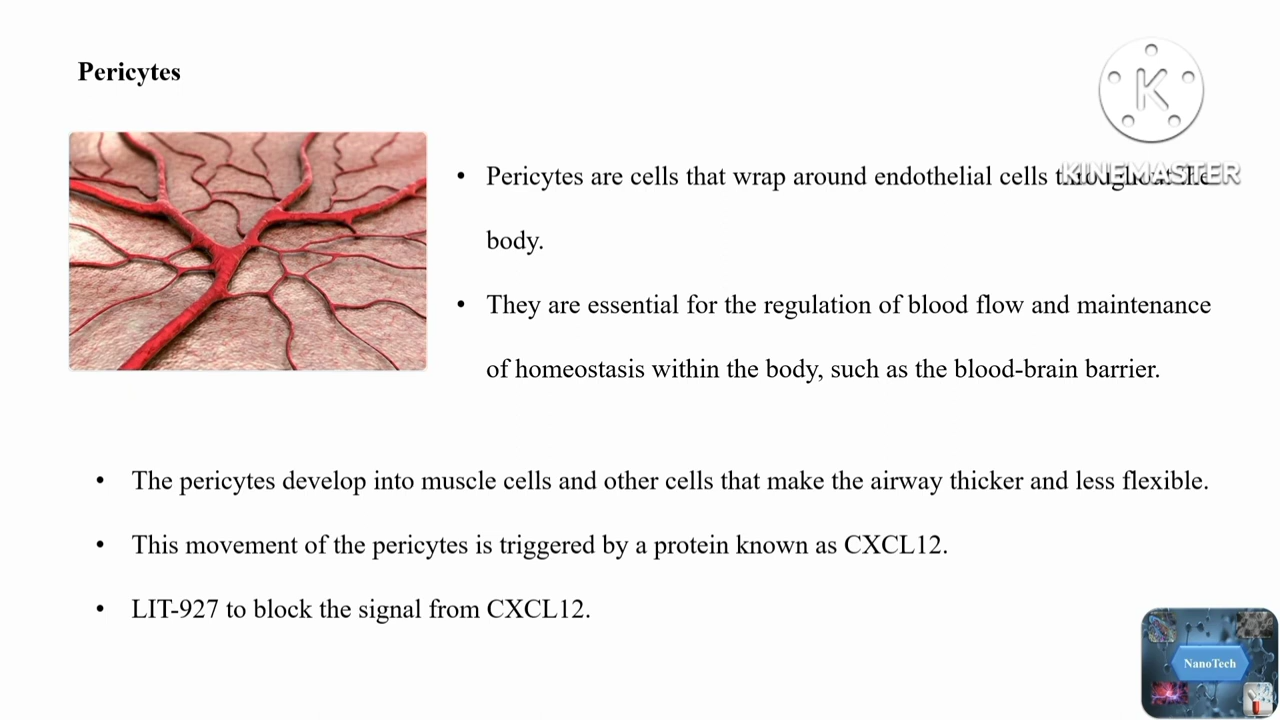 Pericytes
K
KINEMASTER
• Pericytes are cells that wrap around endothelial cells throughout the
body.
• They are essential for the regulation of blood flow and maintenance
of homeostasis within the body, such as the blood-brain barrier.
• The pericytes develop into muscle cells and other cells that make the airway thicker and less flexible.
• This movement of the pericytes is triggered by a protein known as CXCL12.
• LIT-927 to block the signal from CXCL12.
NanoTech